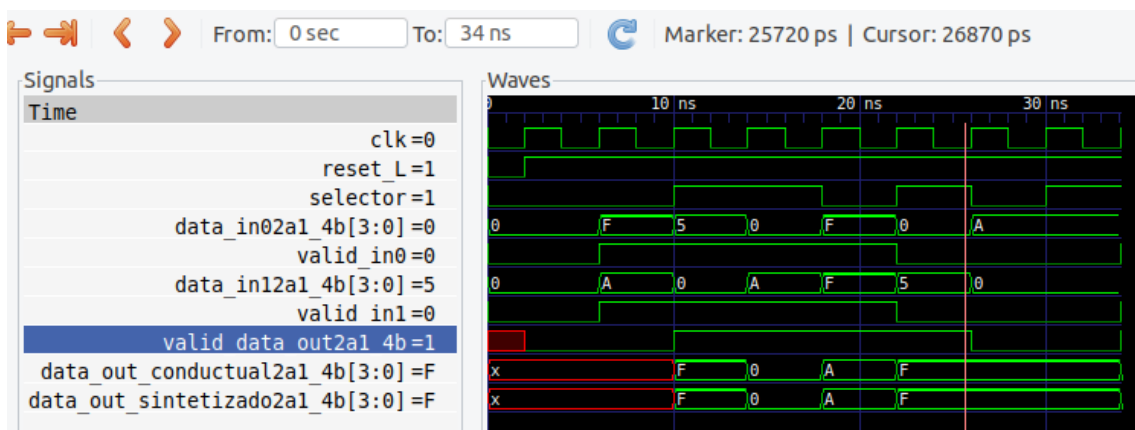 From: 0 sec To: 34 ns Marker: 25720 ps | Cursor: 26870 ps
Signals Waves
Time 0 10 ns 20 ns 30 ns
clk=0
reset_L=1
selector=1
data_in02a1_4b[3:0]=0 0 F 5 0 F 0 A
valid_in0=0
data_in12a1_4b[3:0]=5 0 A 0 A F 5 0
valid_in1=0
valid_data_out2a1_4b=1
data_out_conductual2a1_4b[3:0]=F x F 0 A F
data_out_sintetizado2a1_4b[3:0]=F x F 0 A F